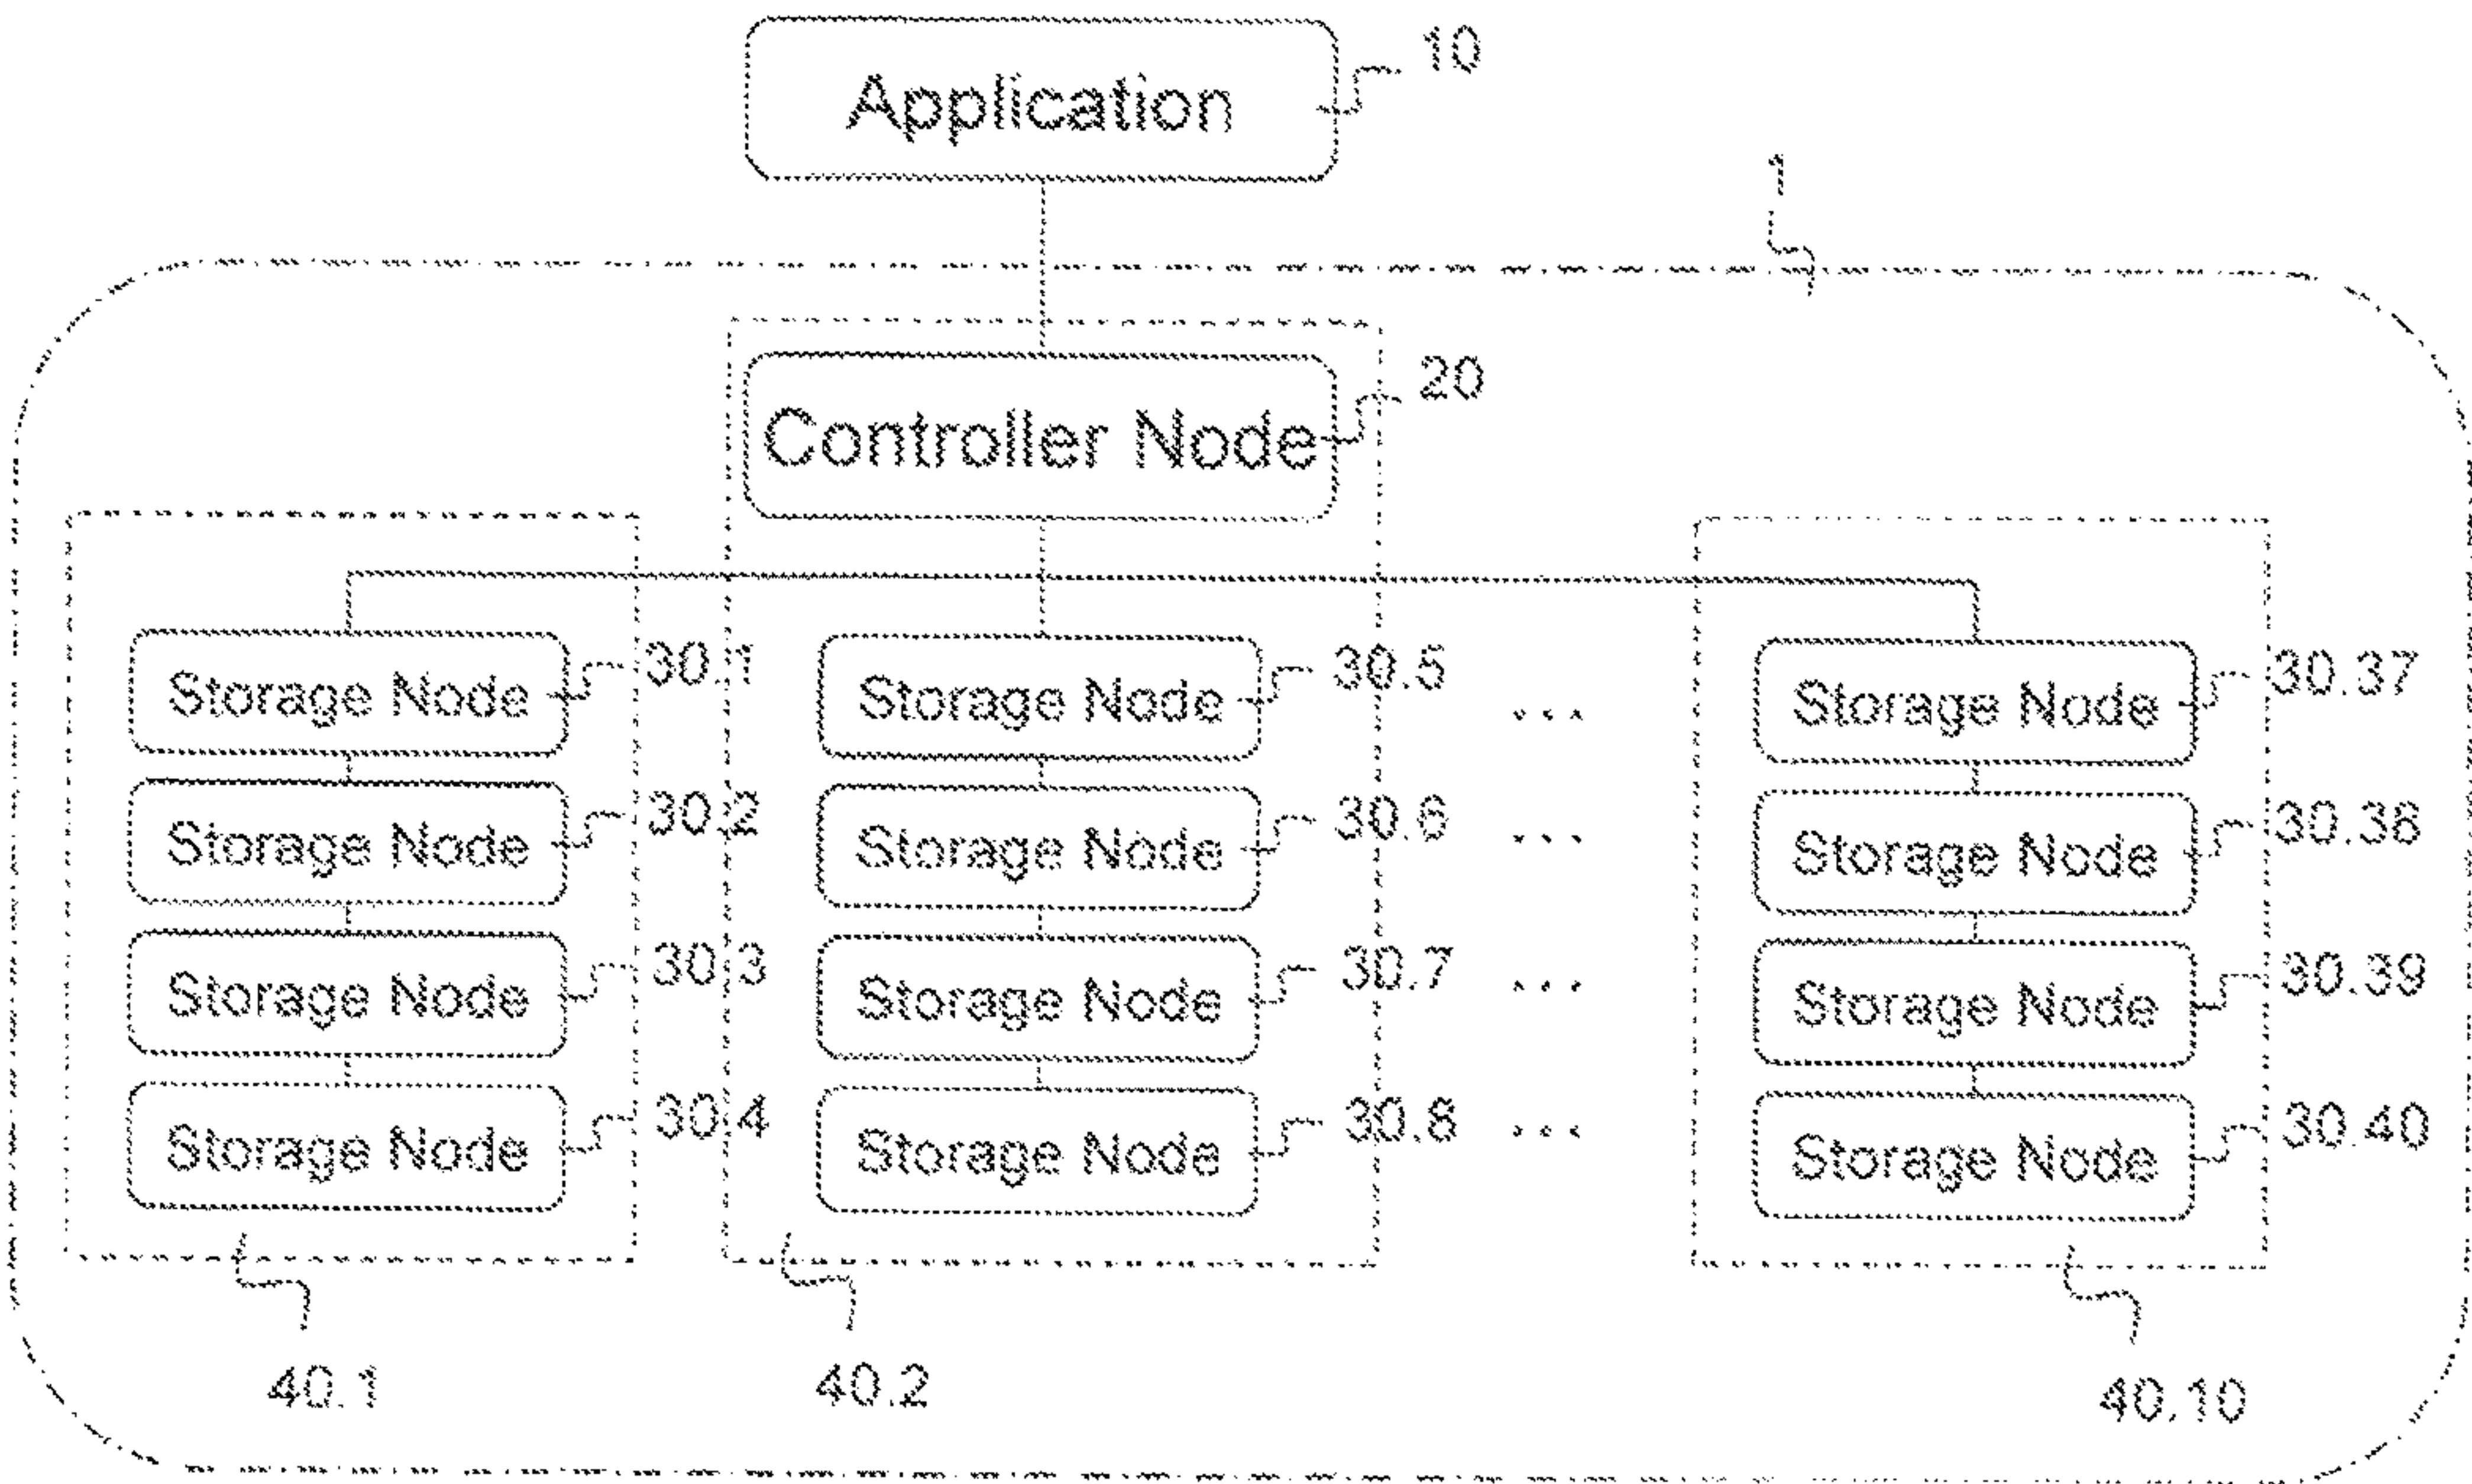 Application
10
1
Controller Node
20
Storage Node 30.1 Storage Node 30.5 ... Storage Node 30.37
Storage Node 30.2 Storage Node 30.6 ... Storage Node 30.38
Storage Node 30.3 Storage Node 30.7 ... Storage Node 30.39
Storage Node 30.4 Storage Node 30.8 ... Storage Node 30.40
40.1 40.2 40.10